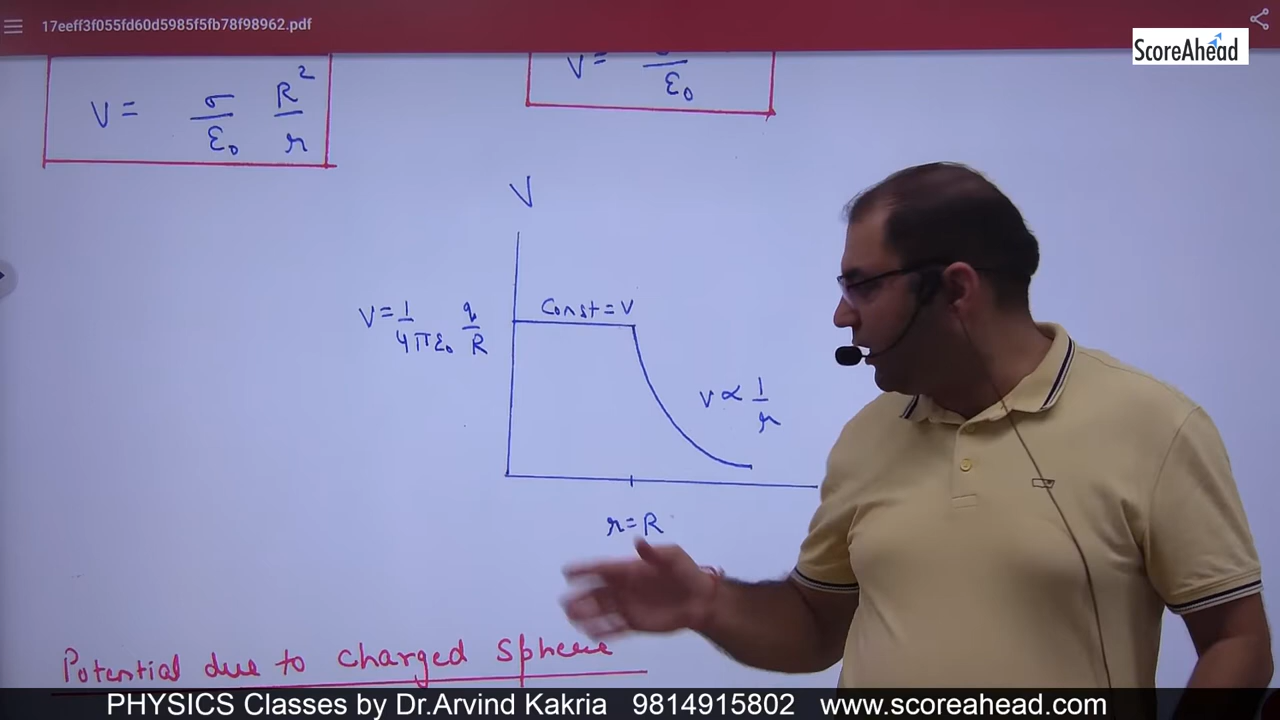 17eeff3f055fd60d5985f5fb78f98962.pdf
ScoreAhead
V = σ/ε₀ R²/r
V = /ε₀
V
V = 1/4πε₀ q/R
Const = V
V ∝ 1/r
r = R
Potential due to charged Sphere
PHYSICS Classes by Dr.Arvind Kakria 9814915802 www.scoreahead.com